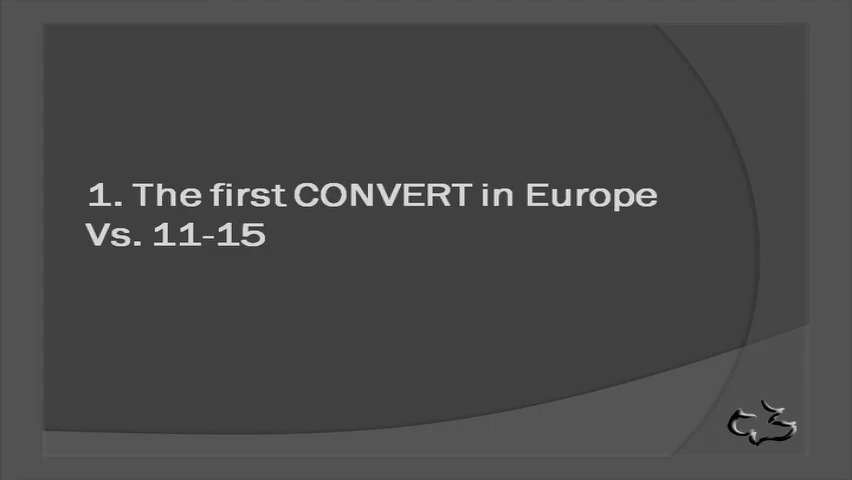 1. The first CONVERT in Europe
Vs. 11-15